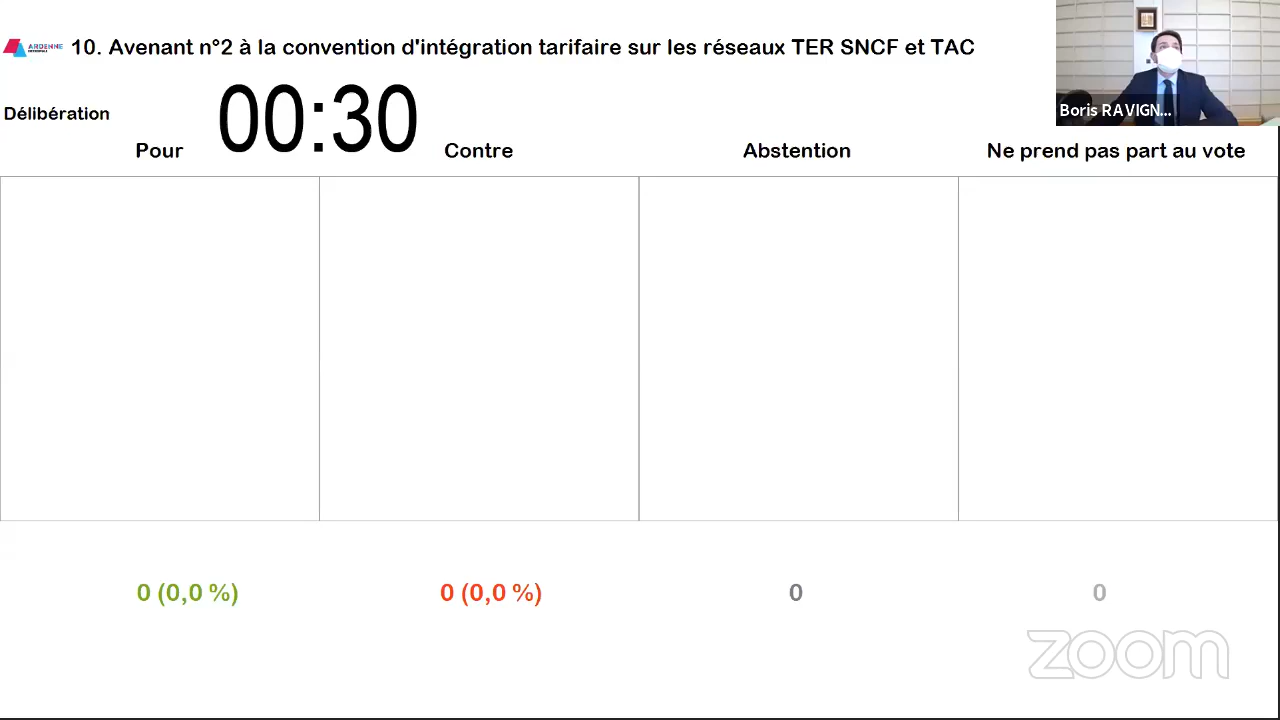 ARDENNE
10. Avenant n°2 à la convention d'intégration tarifaire sur les réseaux TER SNCF et TAC
Délibération
00:30
Boris RAVIGN...
Pour
Contre
Abstention
Ne prend pas part au vote
0 (0,0 %)
0 (0,0 %)
0
0
zoom